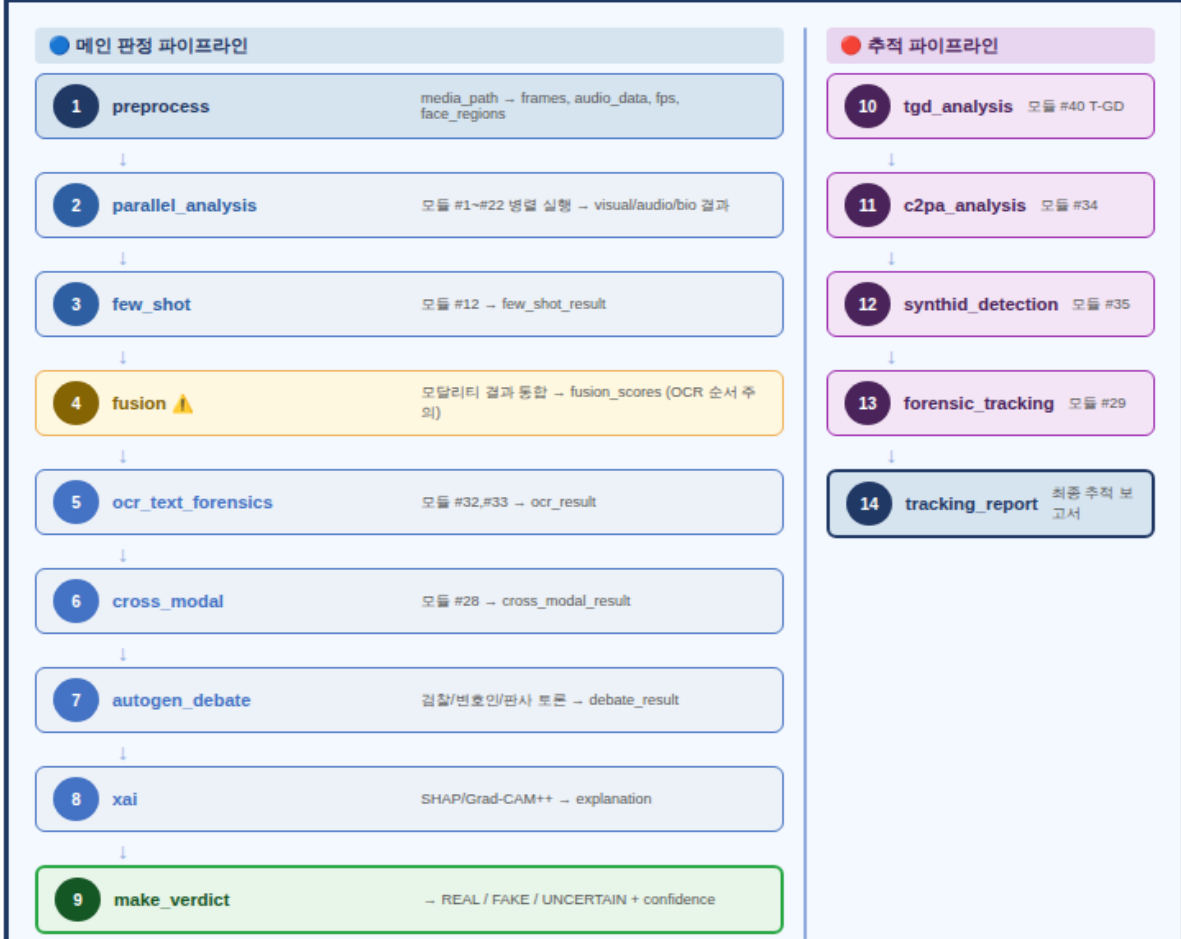 🔵 메인 판정 파이프라인
1 preprocess media_path → frames, audio_data, fps,
face_regions
↓
2 parallel_analysis 모듈 #1~#22 병렬 실행 → visual/audio/bio 결과
↓
3 few_shot 모듈 #12 → few_shot_result
↓
4 fusion ⚠️ 모달리티 결과 통합 → fusion_scores (OCR 순서 주
의)
↓
5 ocr_text_forensics 모듈 #32,#33 → ocr_result
↓
6 cross_modal 모듈 #28 → cross_modal_result
↓
7 autogen_debate 검찰/변호인/판사 토론 → debate_result
↓
8 xai SHAP/Grad-CAM++ → explanation
↓
9 make_verdict → REAL / FAKE / UNCERTAIN + confidence
🔴 추적 파이프라인
10 tgd_analysis 모듈 #40 T-GD
↓
11 c2pa_analysis 모듈 #34
↓
12 synthid_detection 모듈 #35
↓
13 forensic_tracking 모듈 #29
↓
14 tracking_report 최종 추적 보
고서